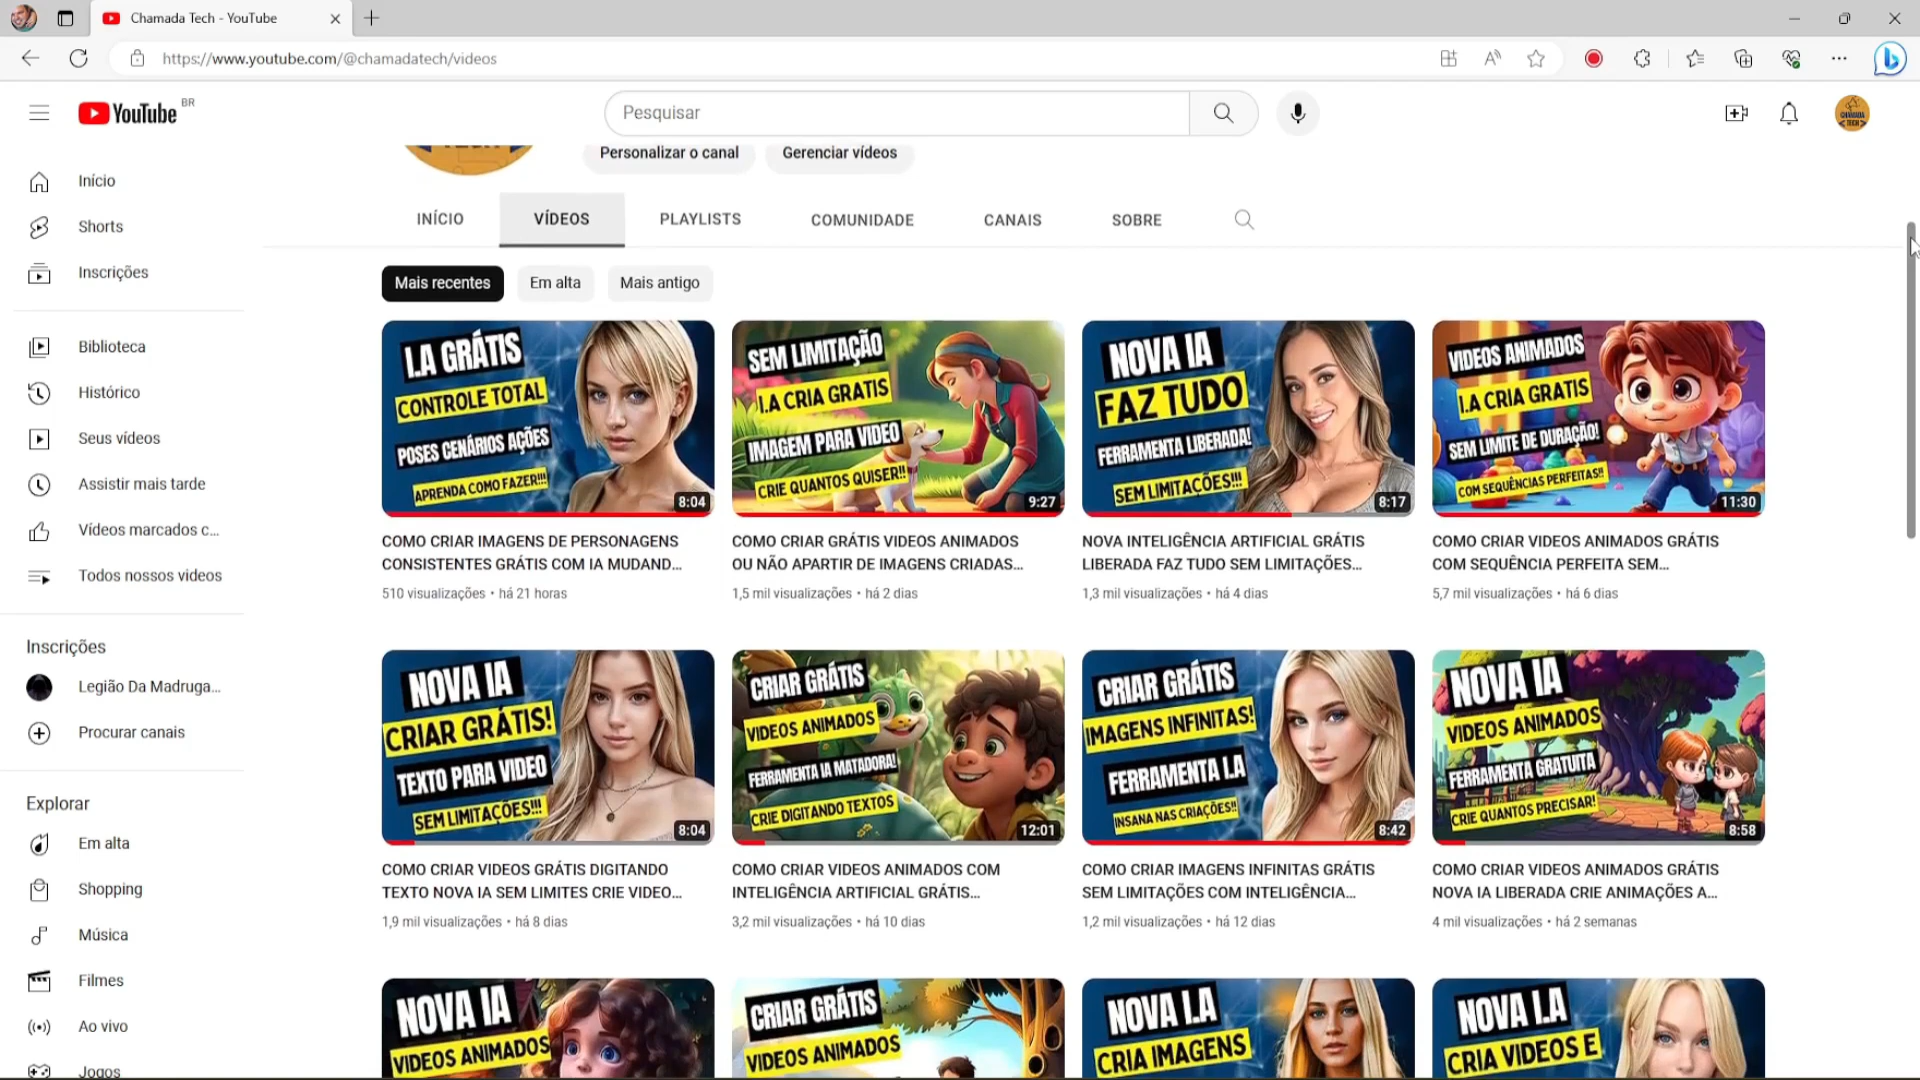 Chamada Tech - YouTube
https://www.youtube.com/@chamadatech/videos
YouTube BR
Pesquisar
CHAMADA
TECH
TECH
Personalizar o canal
Gerenciar vídeos
INÍCIO
VÍDEOS
PLAYLISTS
COMUNIDADE
CANAIS
SOBRE
Mais recentes
Em alta
Mais antigo
Início
Shorts
Inscrições
Biblioteca
Histórico
Seus vídeos
Assistir mais tarde
Vídeos marcados c...
Todos nossos videos
Inscrições
Legião Da Madruga...
Procurar canais
Explorar
Em alta
Shopping
Música
Filmes
Ao vivo
Jogos
I.A GRÁTIS
CONTROLE TOTAL
POSES CENÁRIOS AÇÕES
APRENDA COMO FAZER!!!
8:04
COMO CRIAR IMAGENS DE PERSONAGENS
CONSISTENTES GRÁTIS COM IA MUDAND...
510 visualizações • há 21 horas
SEM LIMITAÇÃO
I.A CRIA GRATIS
IMAGEM PARA VIDEO
CRIE QUANTOS QUISER!!
9:27
COMO CRIAR GRÁTIS VIDEOS ANIMADOS
OU NÃO APARTIR DE IMAGENS CRIADAS...
1,5 mil visualizações • há 2 dias
NOVA IA
FAZ TUDO
FERRAMENTA LIBERADA!
SEM LIMITAÇÕES!!!
8:17
NOVA INTELIGÊNCIA ARTIFICIAL GRÁTIS
LIBERADA FAZ TUDO SEM LIMITAÇÕES...
1,3 mil visualizações • há 4 dias
VIDEOS ANIMADOS
I.A CRIA GRATIS
SEM LIMITE DE DURAÇÃO!
COM SEQUÊNCIAS PERFEITAS!!
11:30
COMO CRIAR VIDEOS ANIMADOS GRÁTIS
COM SEQUÊNCIA PERFEITA SEM...
5,7 mil visualizações • há 6 dias
NOVA IA
CRIAR GRÁTIS!
TEXTO PARA VIDEO
SEM LIMITAÇÕES!!!
8:04
COMO CRIAR VIDEOS GRÁTIS DIGITANDO
TEXTO NOVA IA SEM LIMITES CRIE VIDEO...
1,9 mil visualizações • há 8 dias
CRIAR GRÁTIS
VIDEOS ANIMADOS
FERRAMENTA IA MATADORA!
CRIE DIGITANDO TEXTOS
12:01
COMO CRIAR VIDEOS ANIMADOS COM
INTELIGÊNCIA ARTIFICIAL GRÁTIS...
3,2 mil visualizações • há 10 dias
CRIAR GRÁTIS
IMAGENS INFINITAS!
FERRAMENTA I.A
INSANA NAS CRIAÇÕES!!
8:42
COMO CRIAR IMAGENS INFINITAS GRÁTIS
SEM LIMITAÇÕES COM INTELIGÊNCIA...
1,2 mil visualizações • há 12 dias
NOVA IA
VIDEOS ANIMADOS
FERRAMENTA GRATUITA
CRIE QUANTOS PRECISAR!
8:58
COMO CRIAR VIDEOS ANIMADOS GRÁTIS
NOVA IA LIBERADA CRIE ANIMAÇÕES A...
4 mil visualizações • há 2 semanas
NOVA IA
VIDEOS ANIMADOS
CRIAR GRÁTIS
VIDEOS ANIMADOS
NOVA I.A
CRIA IMAGENS
NOVA I.A
CRIA VIDEOS E